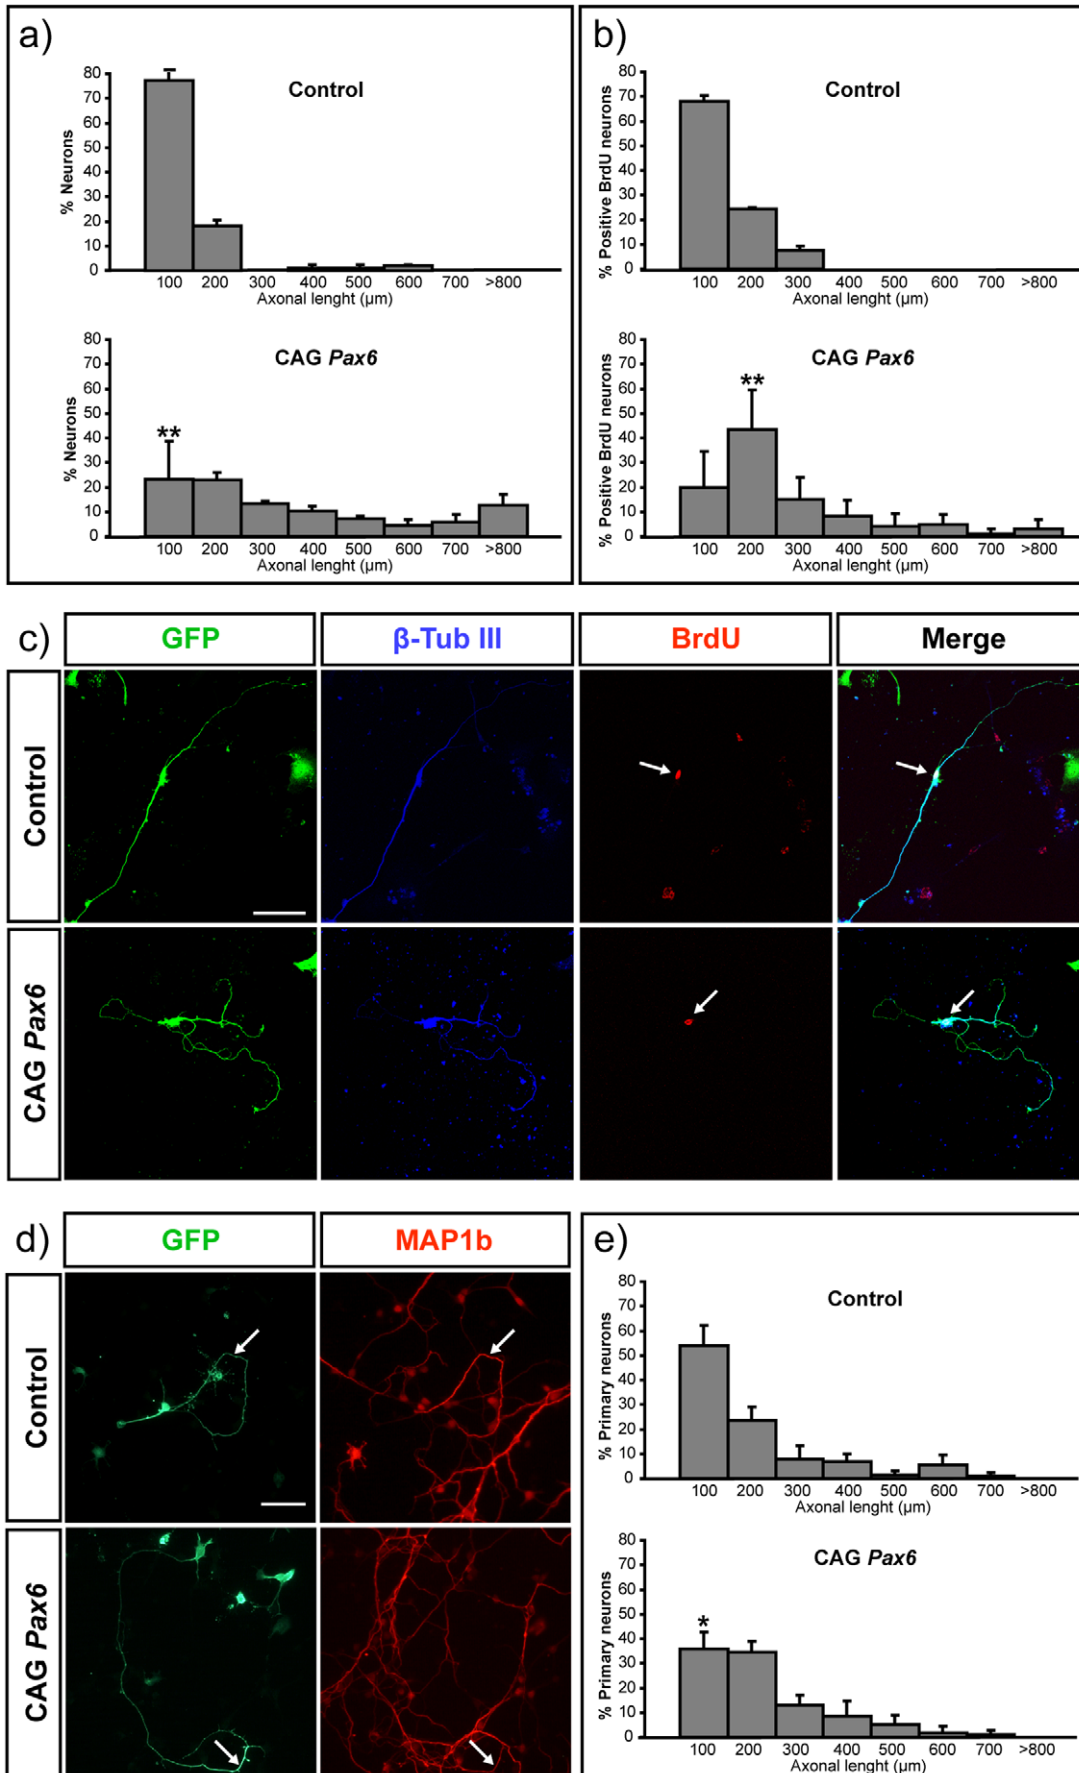 a)
Control
% Neurons
80
70
60
50
40
30
20
10
0
100 200 300 400 500 600 700 >800
Axonal lenght (µm)
CAG Pax6
% Neurons
80
70
60
50
40
30
20
10
0
**
100 200 300 400 500 600 700 >800
Axonal lenght (µm)
b)
Control
% Positive BrdU neurons
80
70
60
50
40
30
20
10
0
100 200 300 400 500 600 700 >800
Axonal lenght (µm)
CAG Pax6
% Positive BrdU neurons
80
70
60
50
40
30
20
10
0
**
100 200 300 400 500 600 700 >800
Axonal lenght (µm)
c)
GFP
β-Tub III
BrdU
Merge
Control
CAG Pax6
d)
GFP
MAP1b
Control
CAG Pax6
e)
Control
% Primary neurons
80
70
60
50
40
30
20
10
0
100 200 300 400 500 600 700 >800
Axonal lenght (µm)
CAG Pax6
% Primary neurons
80
70
60
50
40
30
20
10
0
*
100 200 300 400 500 600 700 >800
Axonal lenght (µm)